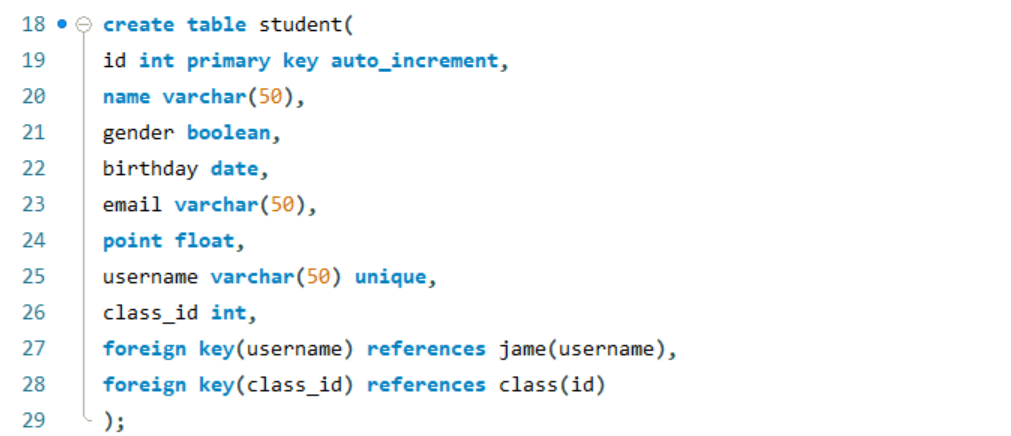 18 create table student(
19 id int primary key auto_increment,
20 name varchar(50),
21 gender boolean,
22 birthday date,
23 email varchar(50),
24 point float,
25 username varchar(50) unique,
26 class_id int,
27 foreign key(username) references jame(username),
28 foreign key(class_id) references class(id)
29 );